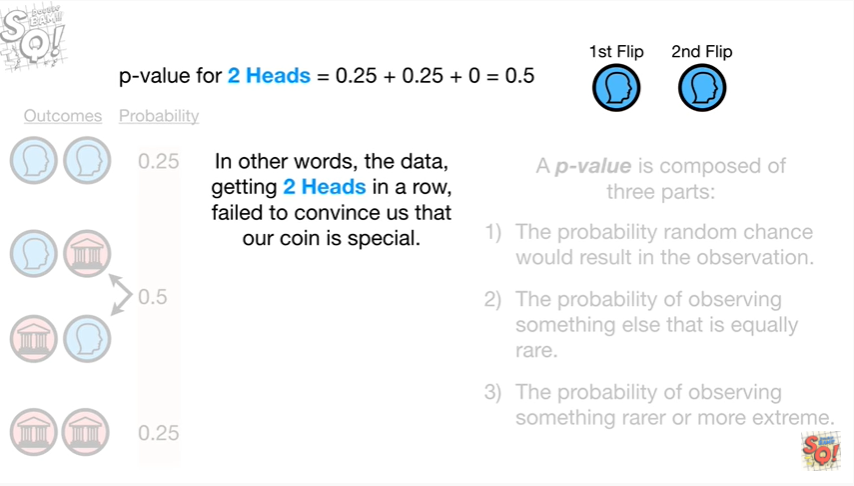 SQ!
1st Flip 2nd Flip
p-value for 2 Heads = 0.25 + 0.25 + 0 = 0.5
Outcomes Probability
0.25
In other words, the data,
getting 2 Heads in a row,
failed to convince us that
our coin is special.
0.5
0.25
A p-value is composed of
three parts:
1) The probability random chance
would result in the observation.
2) The probability of observing
something else that is equally
rare.
3) The probability of observing
something rarer or more extreme.
SQ!